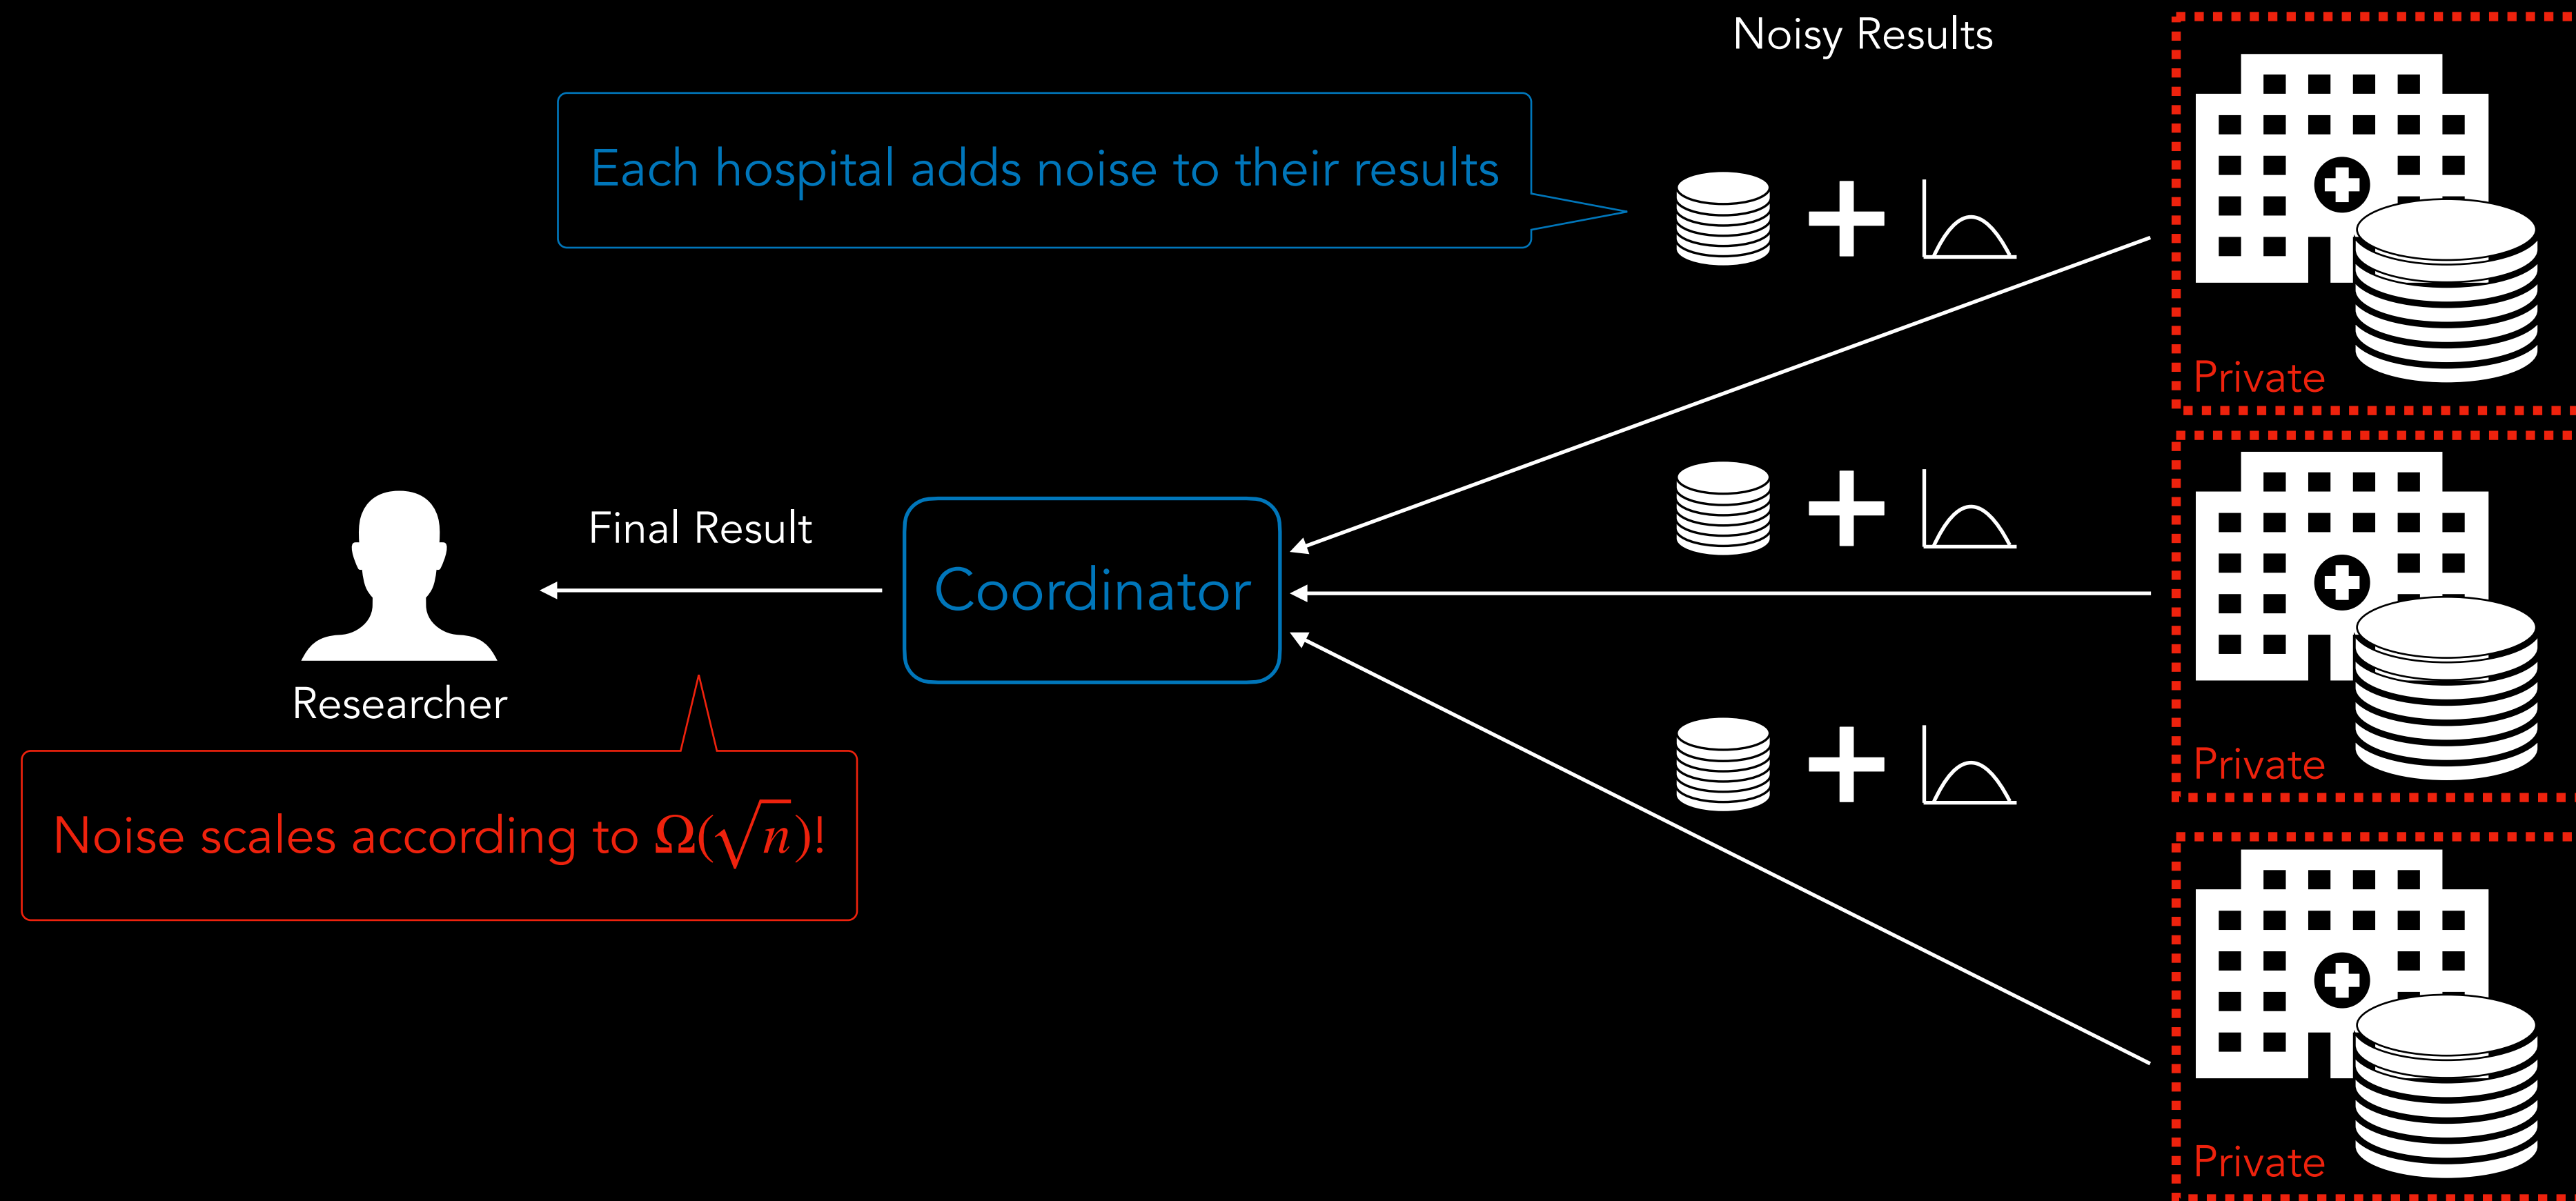 Noisy Results
Each hospital adds noise to their results
Private
Final Result
Coordinator
Researcher
Private
Noise scales according to Ω(√n)!
Private